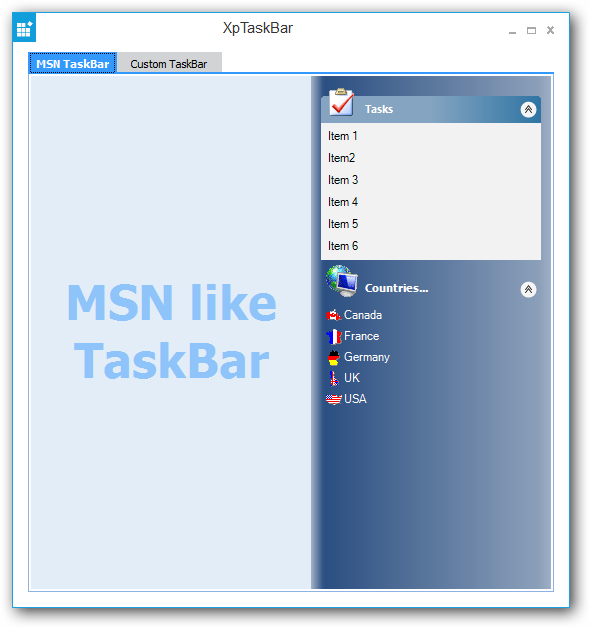 XpTaskBar
MSN TaskBar
Custom TaskBar
MSN like
TaskBar
Tasks
Item 1
Item2
Item 3
Item 4
Item 5
Item 6
Countries...
Canada
France
Germany
UK
USA